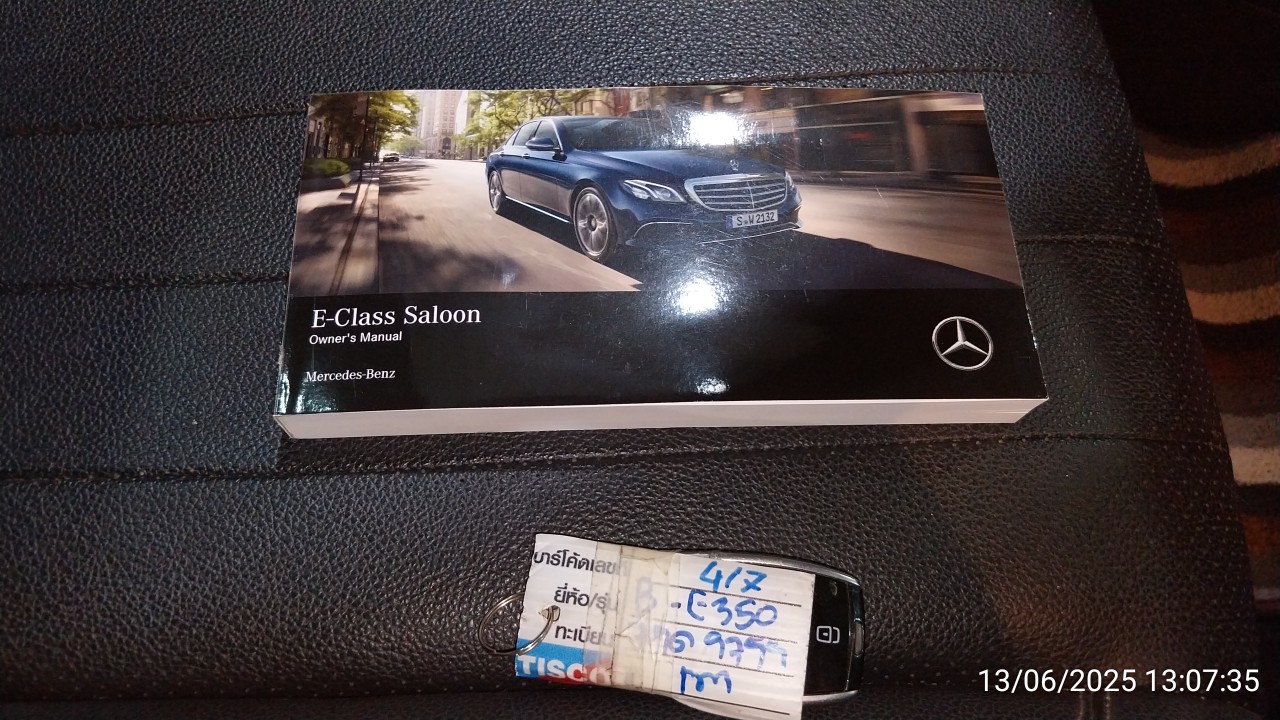 S W 2132
E-Class Saloon
Owner's Manual
Mercedes-Benz
บาร์โค้ดเลข
4/7
ยี่ห้อ/รุ่น
B-E350
ทะเบียน
TISCO
13/06/2025 13:07:35